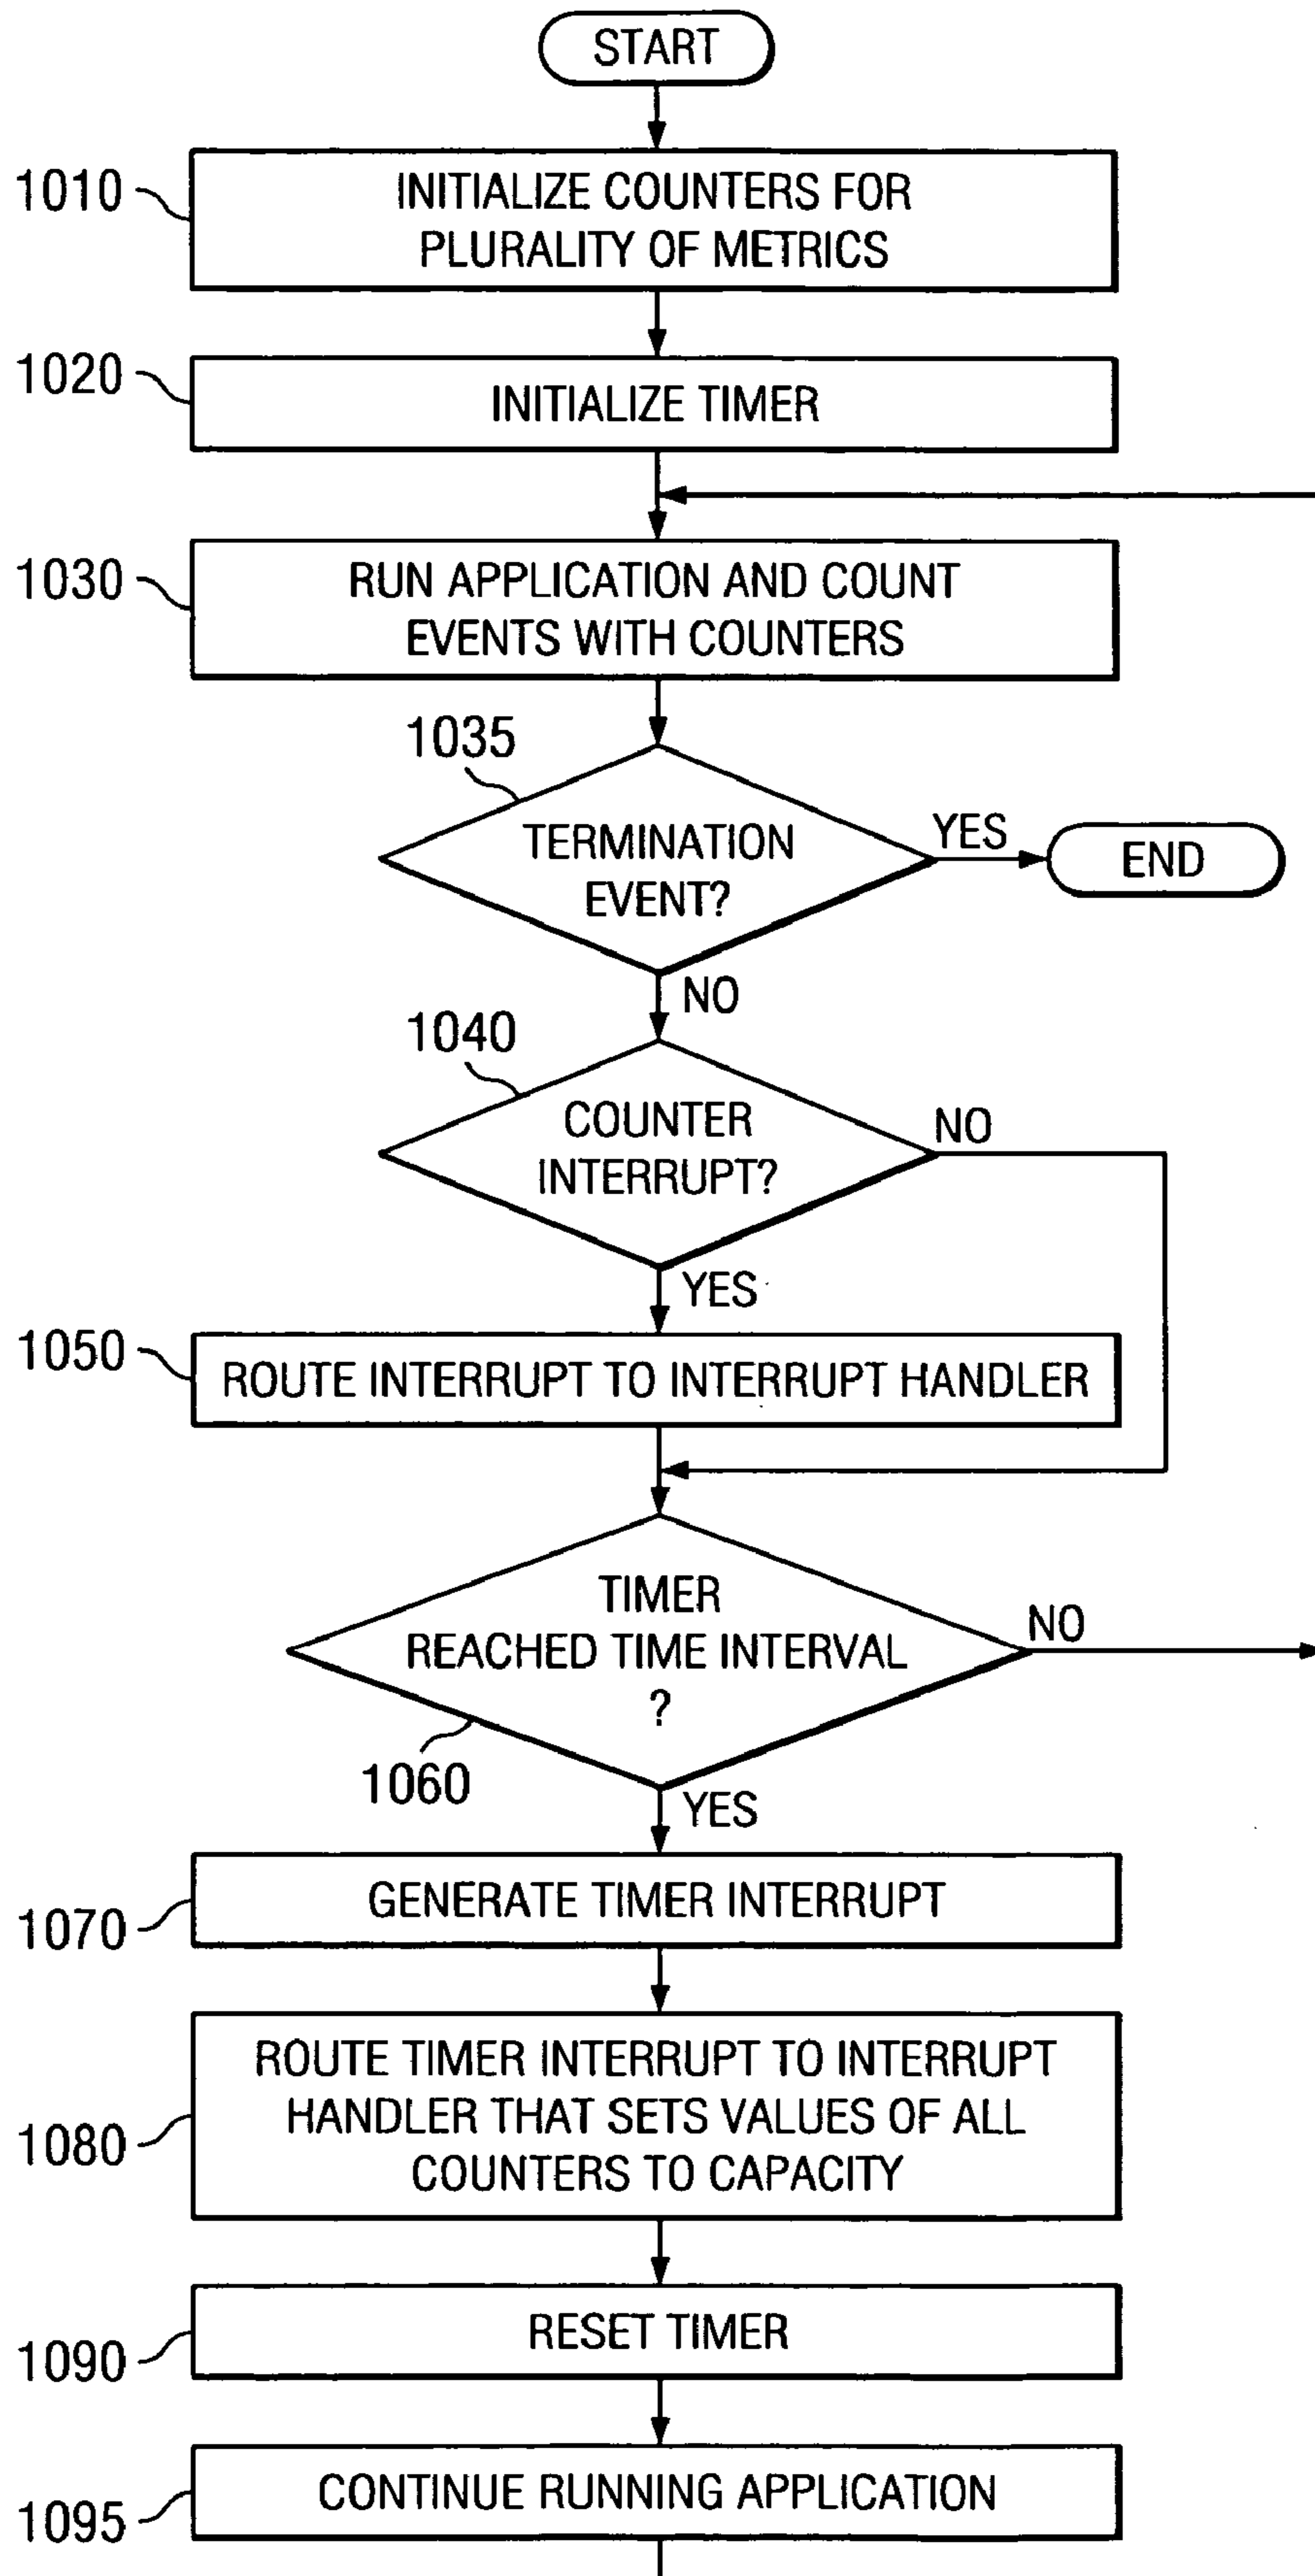 START
1010
INITIALIZE COUNTERS FOR
PLURALITY OF METRICS
1020
INITIALIZE TIMER
1030
RUN APPLICATION AND COUNT
EVENTS WITH COUNTERS
1035
TERMINATION
EVENT?
YES
END
NO
1040
COUNTER
INTERRUPT?
NO
YES
1050
ROUTE INTERRUPT TO INTERRUPT HANDLER
TIMER
REACHED TIME INTERVAL
?
NO
1060
YES
1070
GENERATE TIMER INTERRUPT
1080
ROUTE TIMER INTERRUPT TO INTERRUPT
HANDLER THAT SETS VALUES OF ALL
COUNTERS TO CAPACITY
1090
RESET TIMER
1095
CONTINUE RUNNING APPLICATION